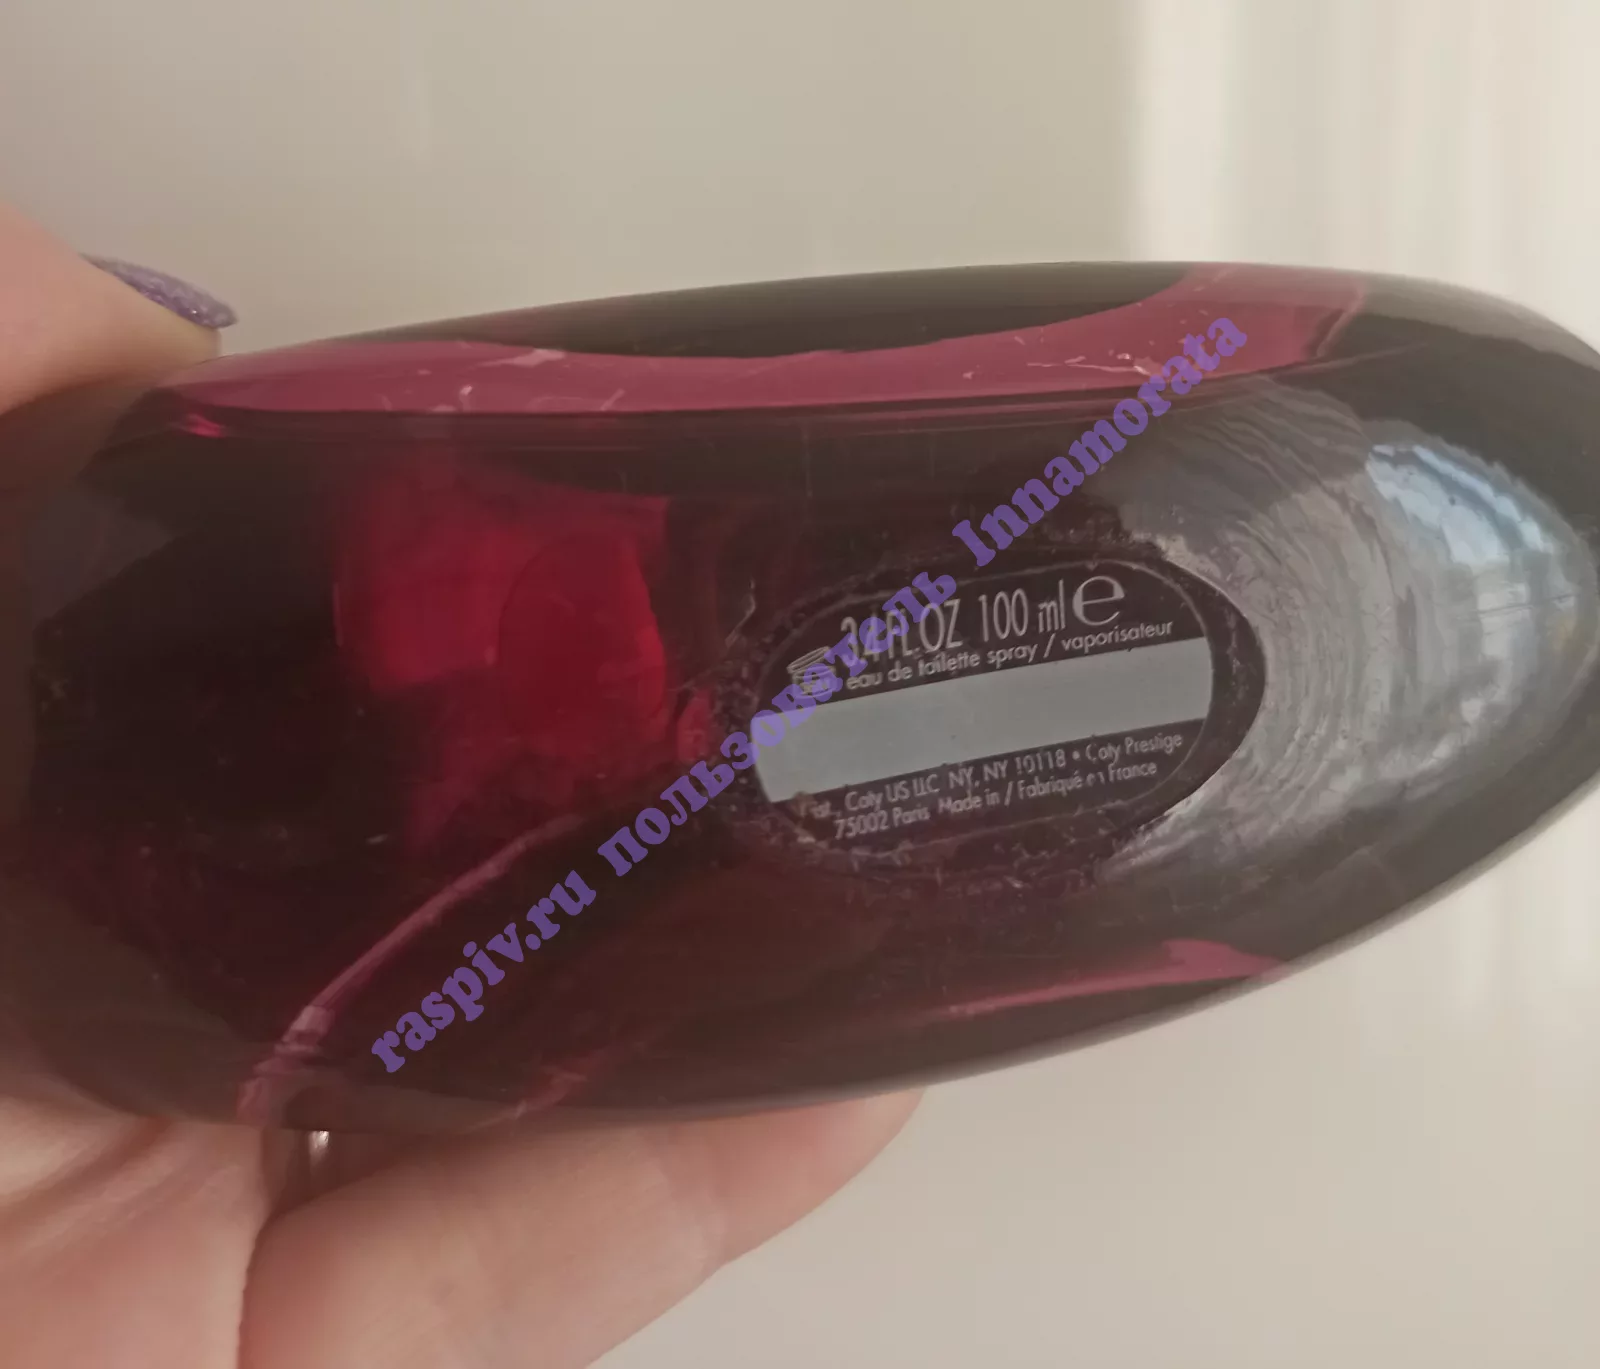 3.4 FL.OZ 100 ml e
eau de toilette spray / vaporisateur
Dist. Coty US LLC NY, NY 10118 • Coty Prestige
75002 Paris Made in / Fabriqué en France
raspiv.ru пользователь Innamorata